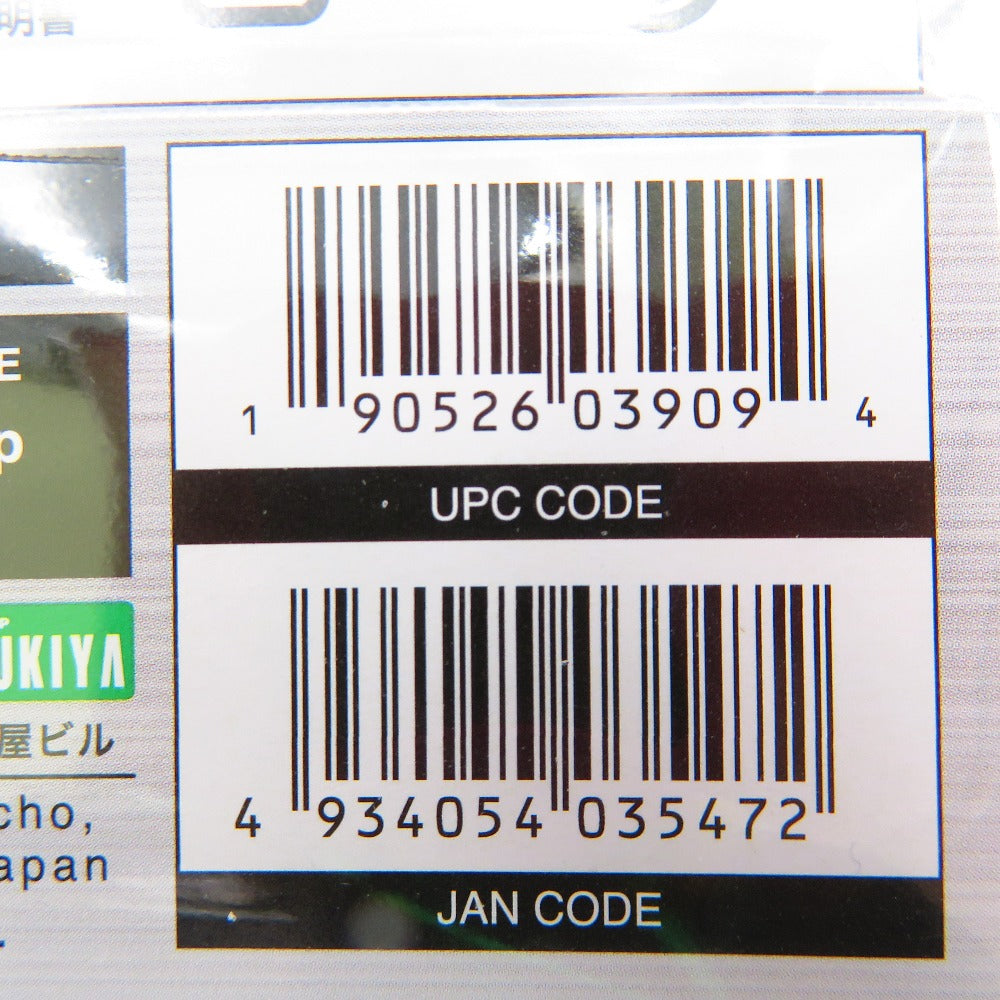 明書
E
p
UKIYA
屋ビル
cho,
apan
1 90526 03909 4
UPC CODE
4 934054 035472
JAN CODE